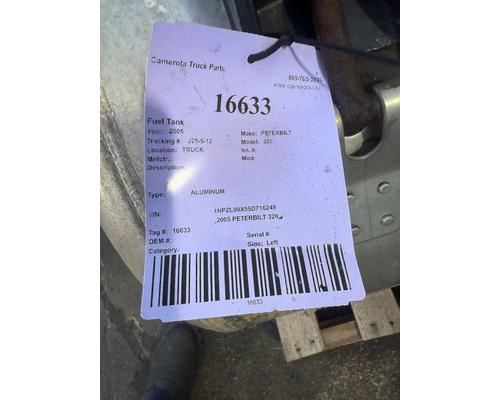 Camerota Truck Parts
www.camerota.
16633
Fuel Tank
Year: 2005 Make: PETERBILT
Tracking #: J25-5-12 Model: 320
Location: TRUCK Int. #:
Mnfctr.: Mod:
Description:
Type: ALUMINUM
VIN: 1NPZL00X55D716249
2005 PETERBILT 320
Tag #: 16633 Serial #:
OEM #: Side: Left
Category:
16633